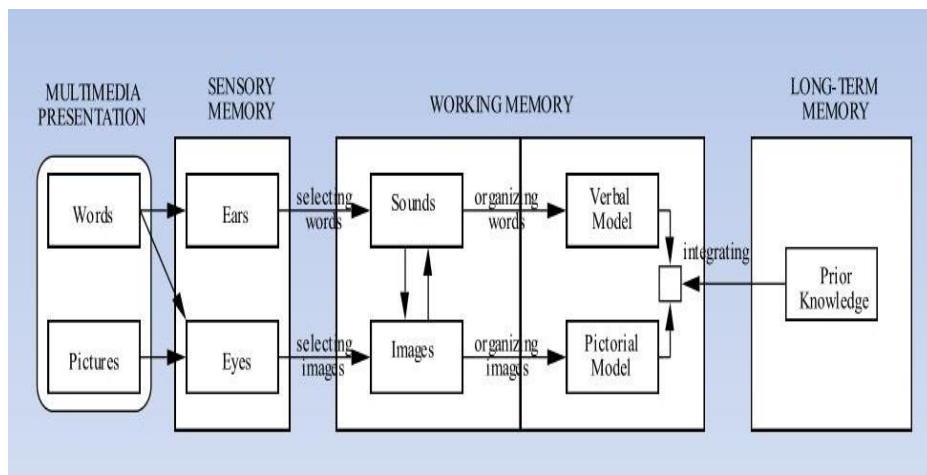 MULTIMEDIA
PRESENTATION
SENSORY
MEMORY
WORKING MEMORY
LONG-TERM
MEMORY
Words
Pictures
Ears
Eyes
selecting
words
selecting
images
Sounds
Images
organizing
words
organizing
images
Verbal
Model
Pictorial
Model
integrating
Prior
Knowledge